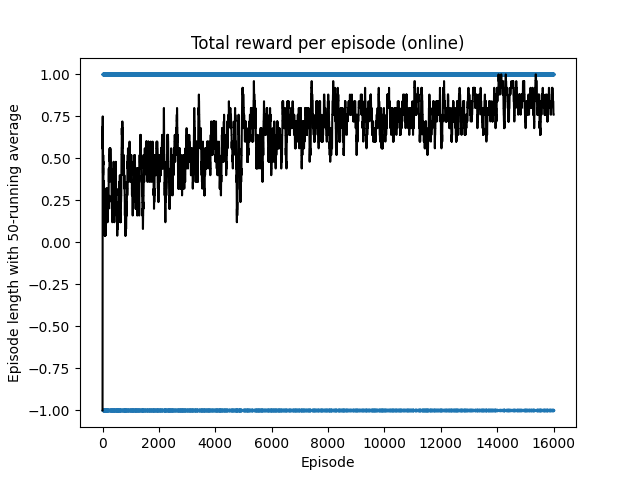 Total reward per episode (online)
Episode length with 50-running average
1.00
0.75
0.50
0.25
0.00
−0.25
−0.50
−0.75
−1.00
0 2000 4000 6000 8000 10000 12000 14000 16000
Episode